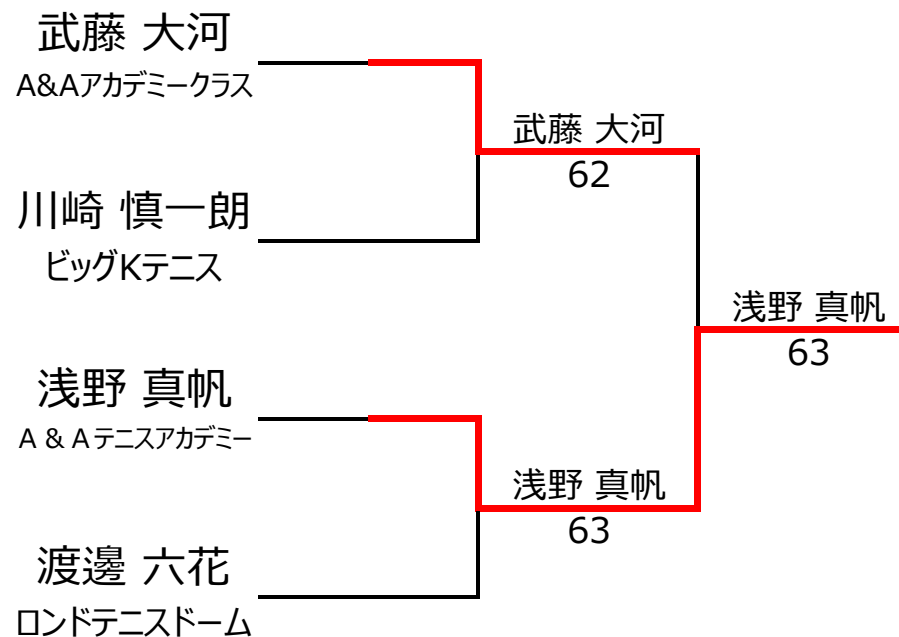 武藤 大河
A&Aアカデミークラス
武藤 大河
62
川崎 慎一朗
ビッグKテニス
浅野 真帆
63
浅野 真帆
A & A テニスアカデミー
浅野 真帆
63
渡邊 六花
ロンドテニスドーム